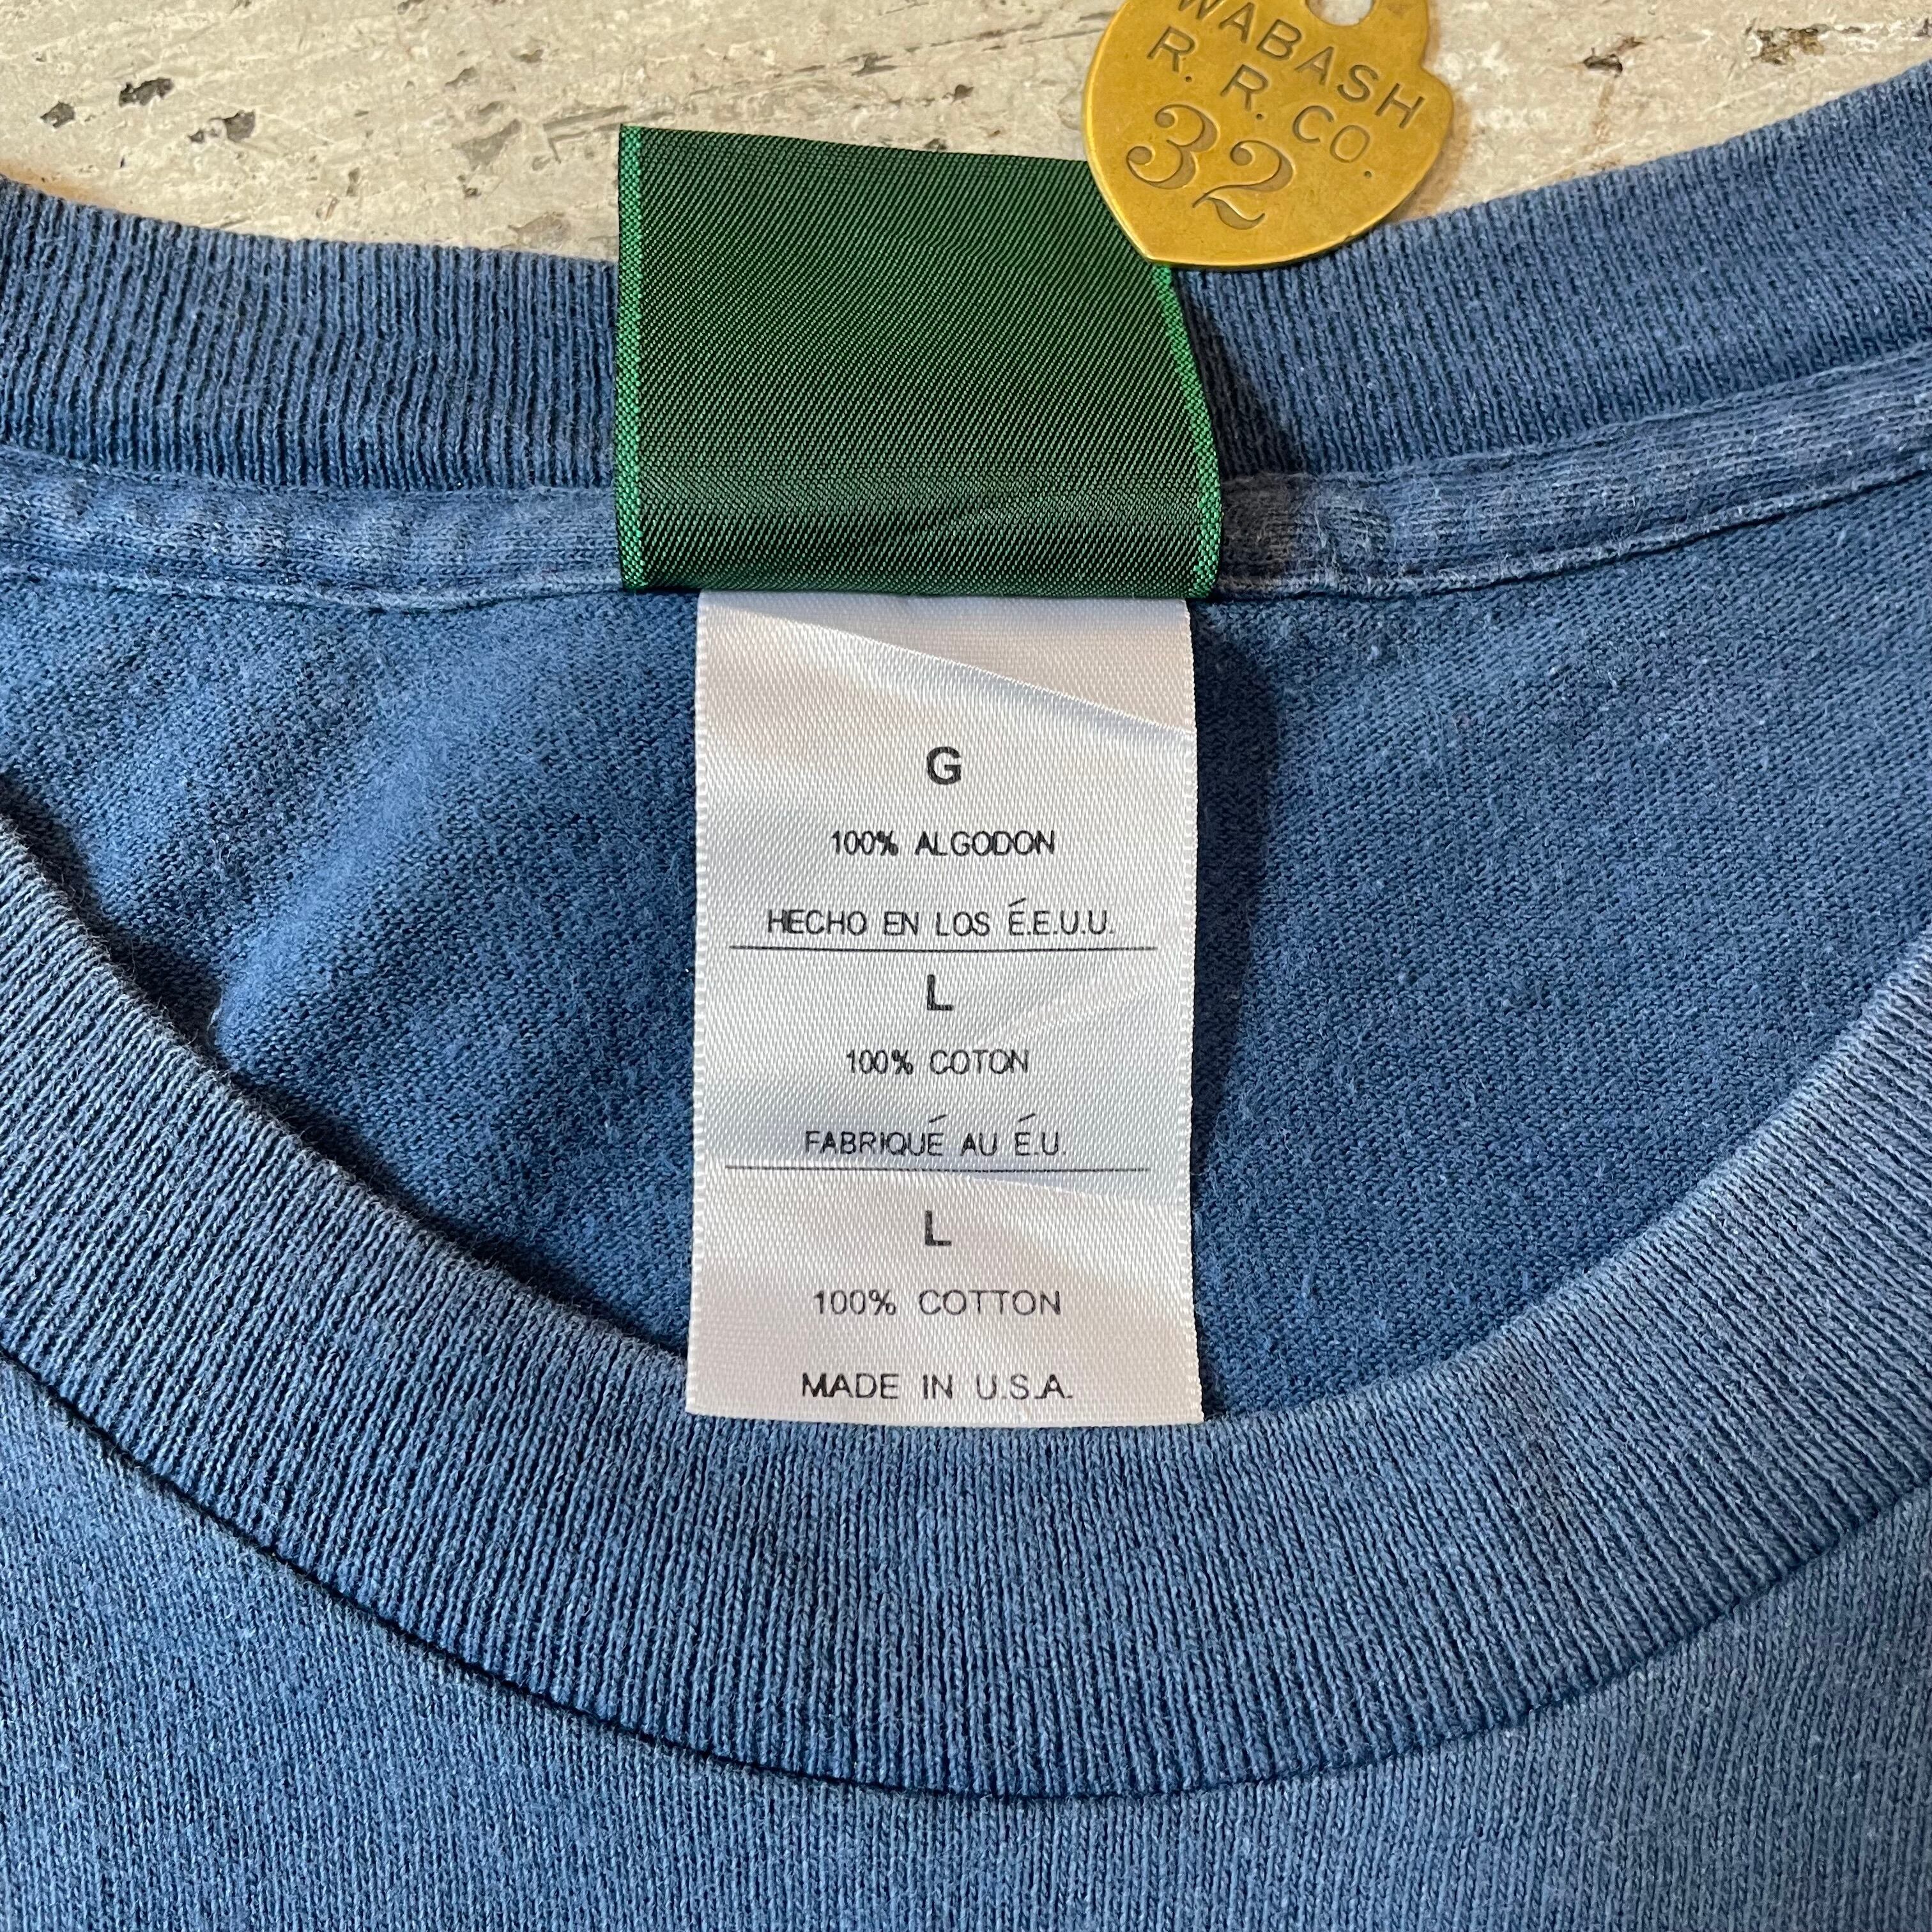 WABASH
R. R. CO.
32
G
100% ALGODON
HECHO EN LOS É.E.U.U.
L
100% COTON
FABRIQUÉ AU É.U.
L
100% COTTON
MADE IN U.S.A.